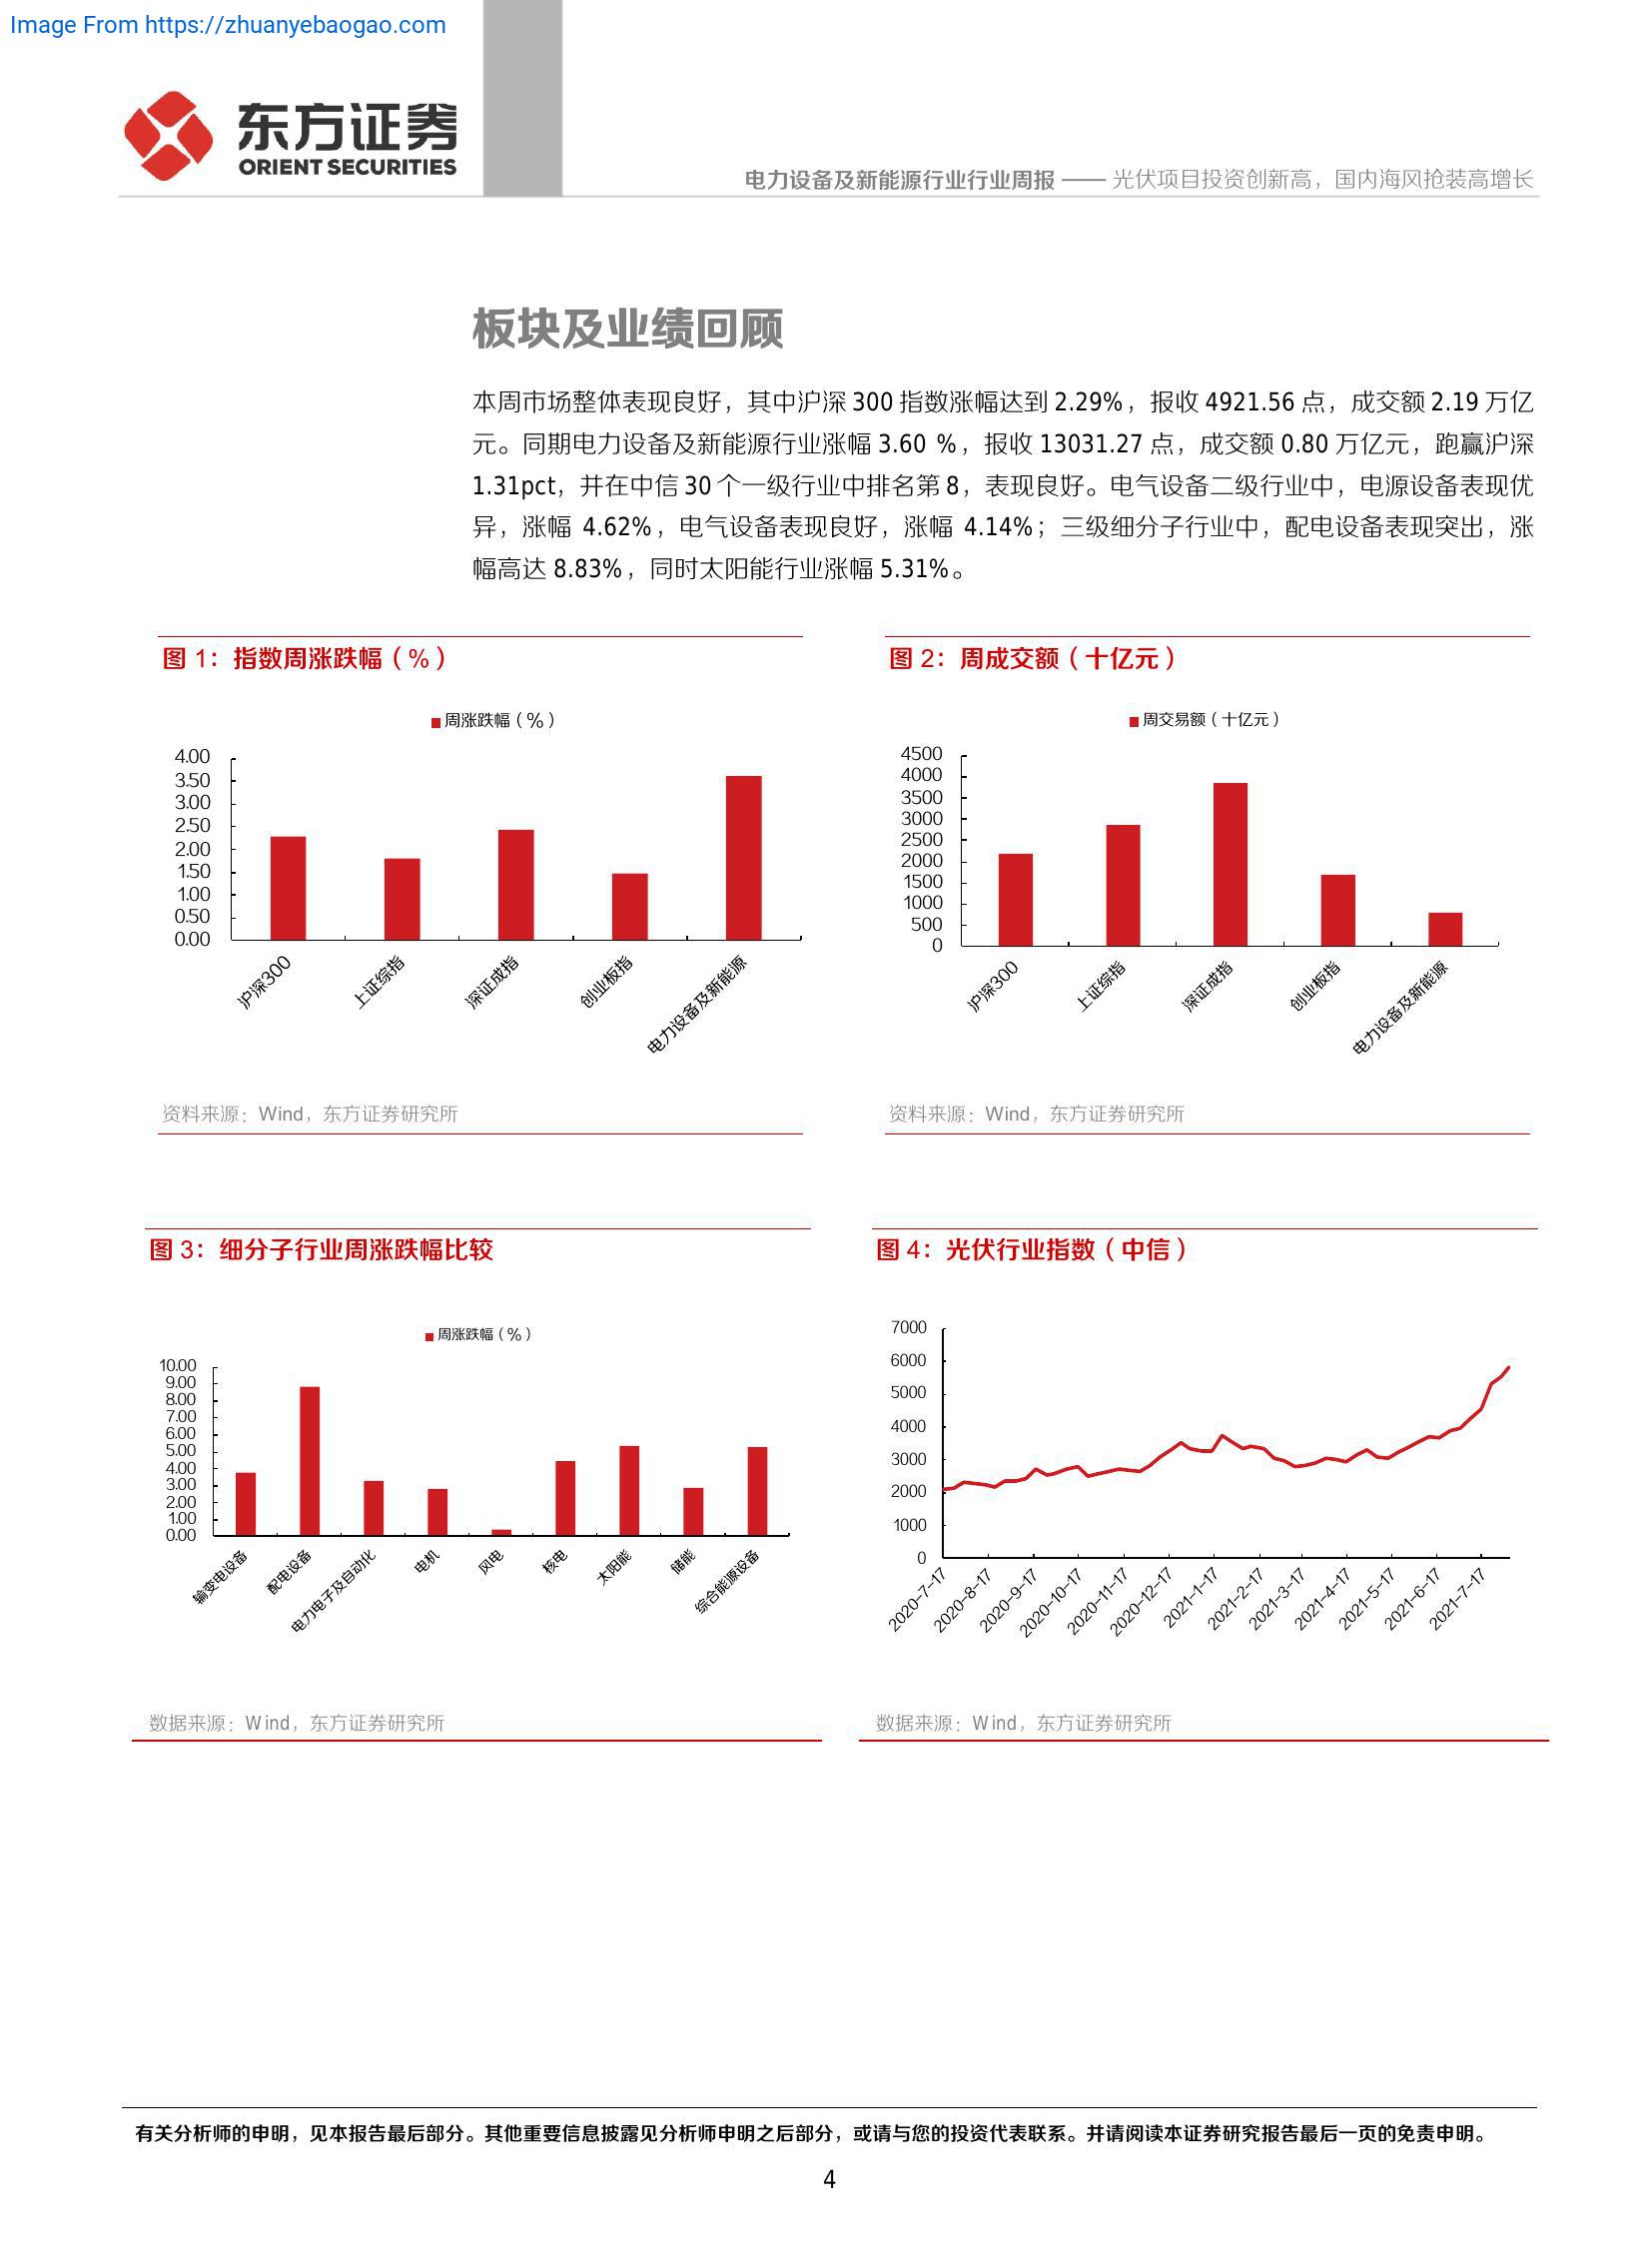 Image From https://zhuanyebaogao.com
东方证券
ORIENT SECURITIES
电力设备及新能源行业行业周报 —— 光伏项目投资创新高，国内海风抢装高增长
板块及业绩回顾
本周市场整体表现良好，其中沪深 300 指数涨幅达到 2.29%，报收 4921.56 点，成交额 2.19 万亿
元。同期电力设备及新能源行业涨幅 3.60 %，报收 13031.27 点，成交额 0.80 万亿元，跑赢沪深
1.31pct，并在中信 30 个一级行业中排名第 8，表现良好。电气设备二级行业中，电源设备表现优
异，涨幅 4.62%，电气设备表现良好，涨幅 4.14%；三级细分子行业中，配电设备表现突出，涨
幅高达 8.83%，同时太阳能行业涨幅 5.31%。
图 1：指数周涨跌幅（%）
周涨跌幅（%）
4.00
3.50
3.00
2.50
2.00
1.50
1.00
0.50
0.00
沪深300
上证综指
深证成指
创业板指
电力设备及新能源
资料来源：Wind，东方证券研究所
图 2：周成交额（十亿元）
周交易额（十亿元）
4500
4000
3500
3000
2500
2000
1500
1000
500
0
沪深300
上证综指
深证成指
创业板指
电力设备及新能源
资料来源：Wind，东方证券研究所
图 3：细分子行业周涨跌幅比较
周涨跌幅（%）
10.00
9.00
8.00
7.00
6.00
5.00
4.00
3.00
2.00
1.00
0.00
输变电设备
配电设备
电力电子及自动化
电机
风电
核电
太阳能
储能
综合能源设备
数据来源：Wind，东方证券研究所
图 4：光伏行业指数（中信）
7000
6000
5000
4000
3000
2000
1000
0
2020-7-17
2020-8-17
2020-9-17
2020-10-17
2020-11-17
2020-12-17
2021-1-17
2021-2-17
2021-3-17
2021-4-17
2021-5-17
2021-6-17
2021-7-17
数据来源：Wind，东方证券研究所
有关分析师的申明，见本报告最后部分。其他重要信息披露见分析师申明之后部分，或请与您的投资代表联系。并请阅读本证券研究报告最后一页的免责申明。
4